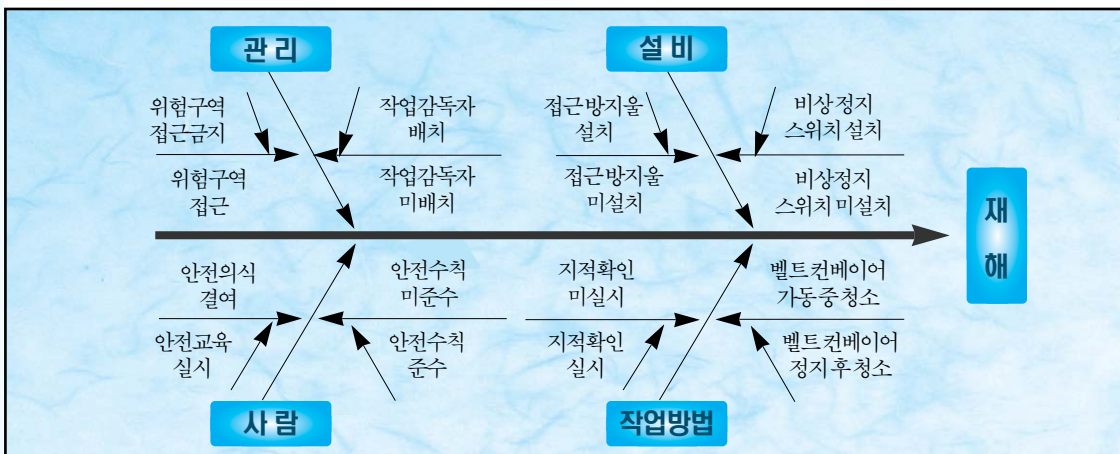 관 리
설 비
위험구역
접근금지
작업감독자
배치
접근 방지울
설치
비상 정지
스위치 설치
위험구역
접근
작업감독자
미배치
접근방지울
미설치
비상정지
스위치 미설치
재
해
안전의식
결여
안전수칙
미준수
지적확인
미실시
벨트컨베이어
가동 중 청소
안전교육
실시
안전수칙
준수
지적확인
실시
벨트컨베이어
정지 후 청소
사 람
작업방법